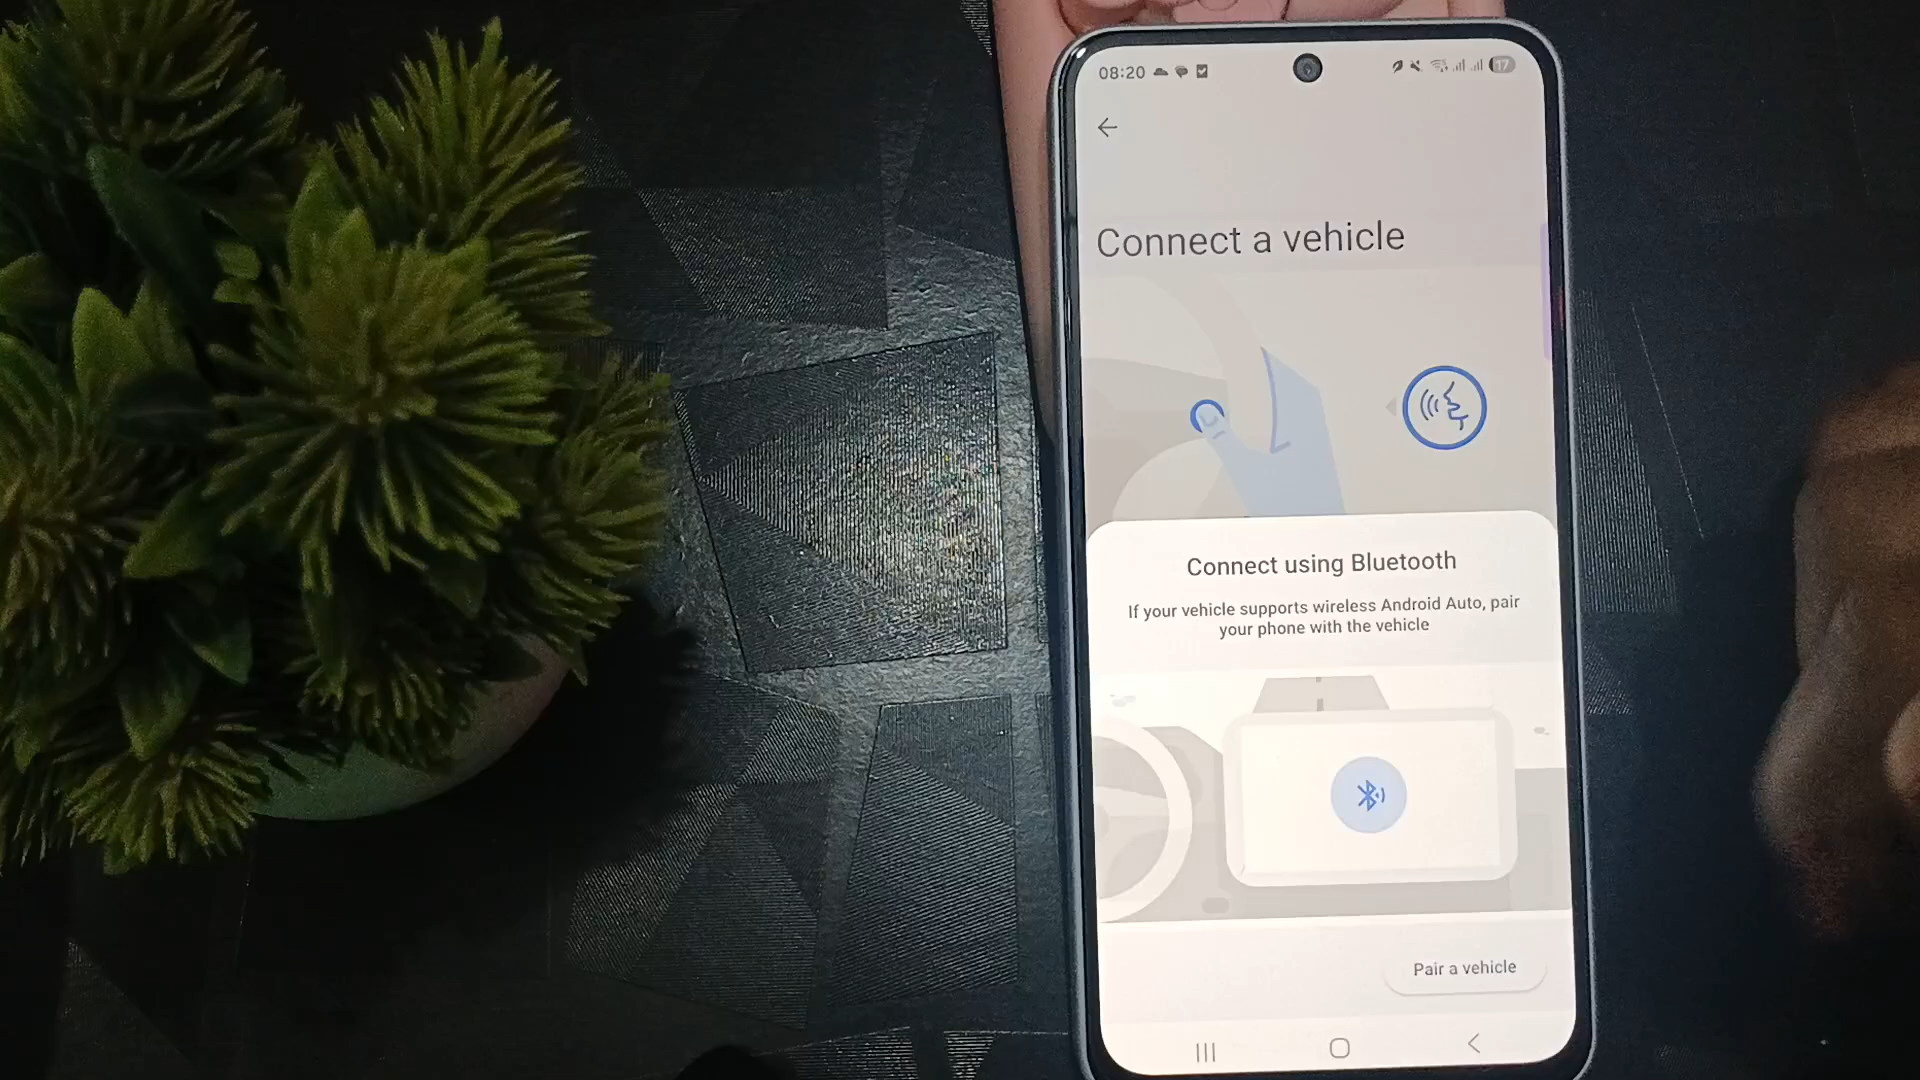 08:20
17
Connect a vehicle
Connect using Bluetooth
If your vehicle supports wireless Android Auto, pair
your phone with the vehicle
Pair a vehicle